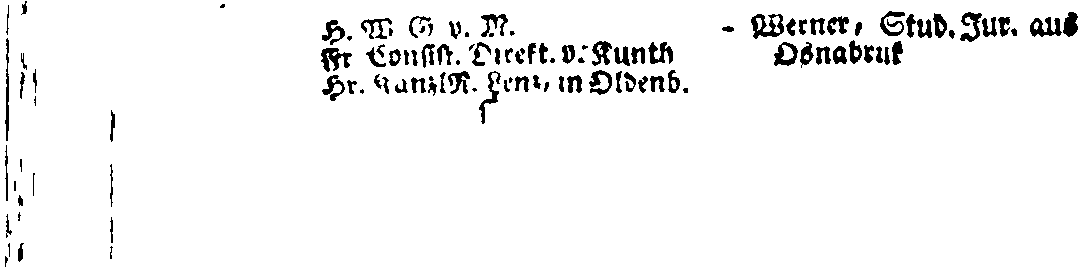 H. W G v. N.
Hr Consist. Direkt. v. Kunth
Hr. KanzlR. Lenz, in Oldenb.
- Werner, Stud. Jur. aus
Osnabruk